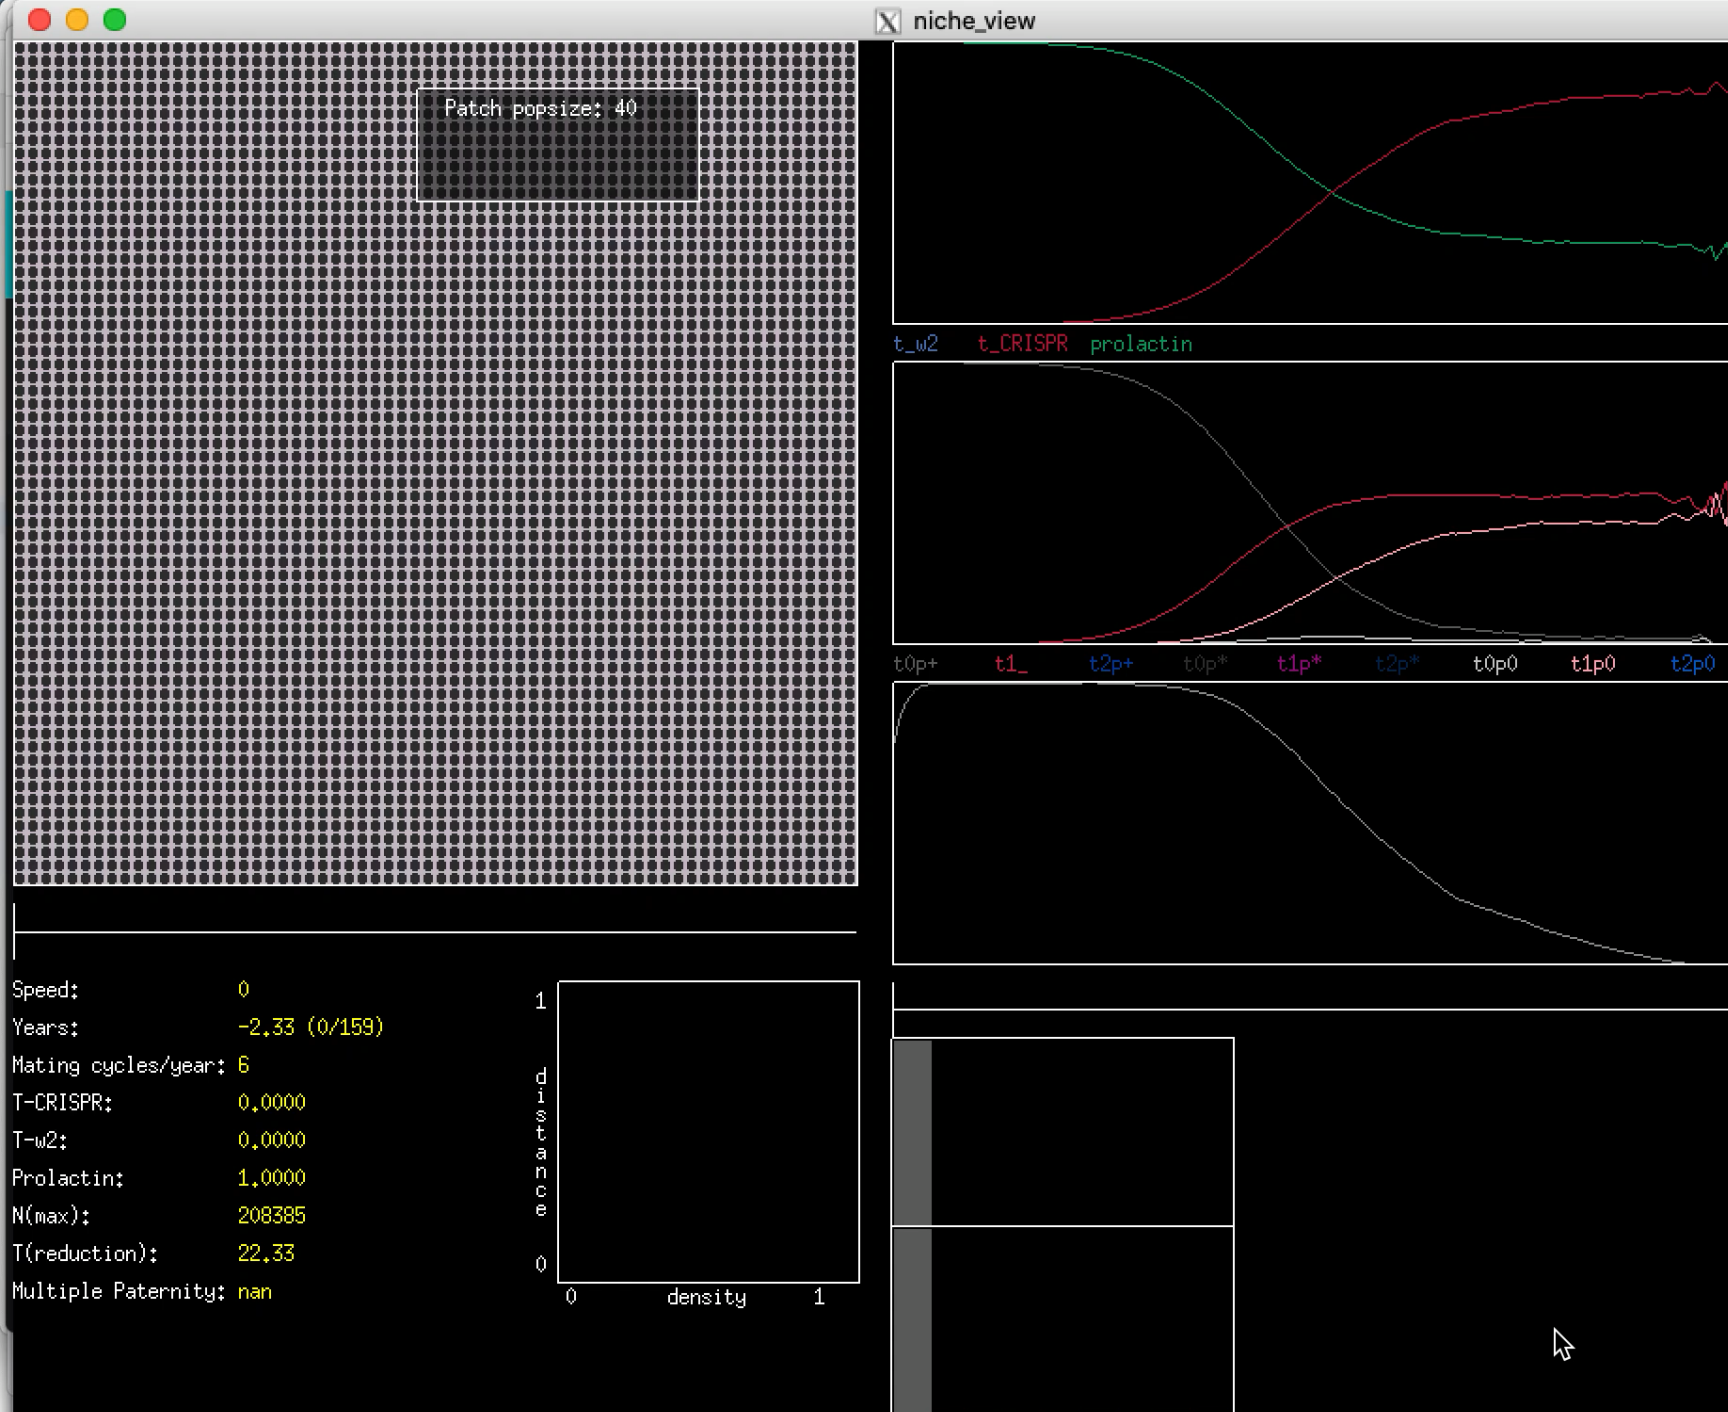 niche_view
Patch popsize: 40
t_w2 t_CRISPR prolactin
t0p+ t1_ t2p+ t0p* t1p* t2p* t0p0 t1p0 t2p0
Speed: 0
Years: -2.33 (0/159)
Mating cycles/year: 6
T-CRISPR: 0.0000
T-w2: 0.0000
Prolactin: 1.0000
N(max): 208385
T(reduction): 22.33
Multiple Paternity: nan
1
distance
0
0 density 1